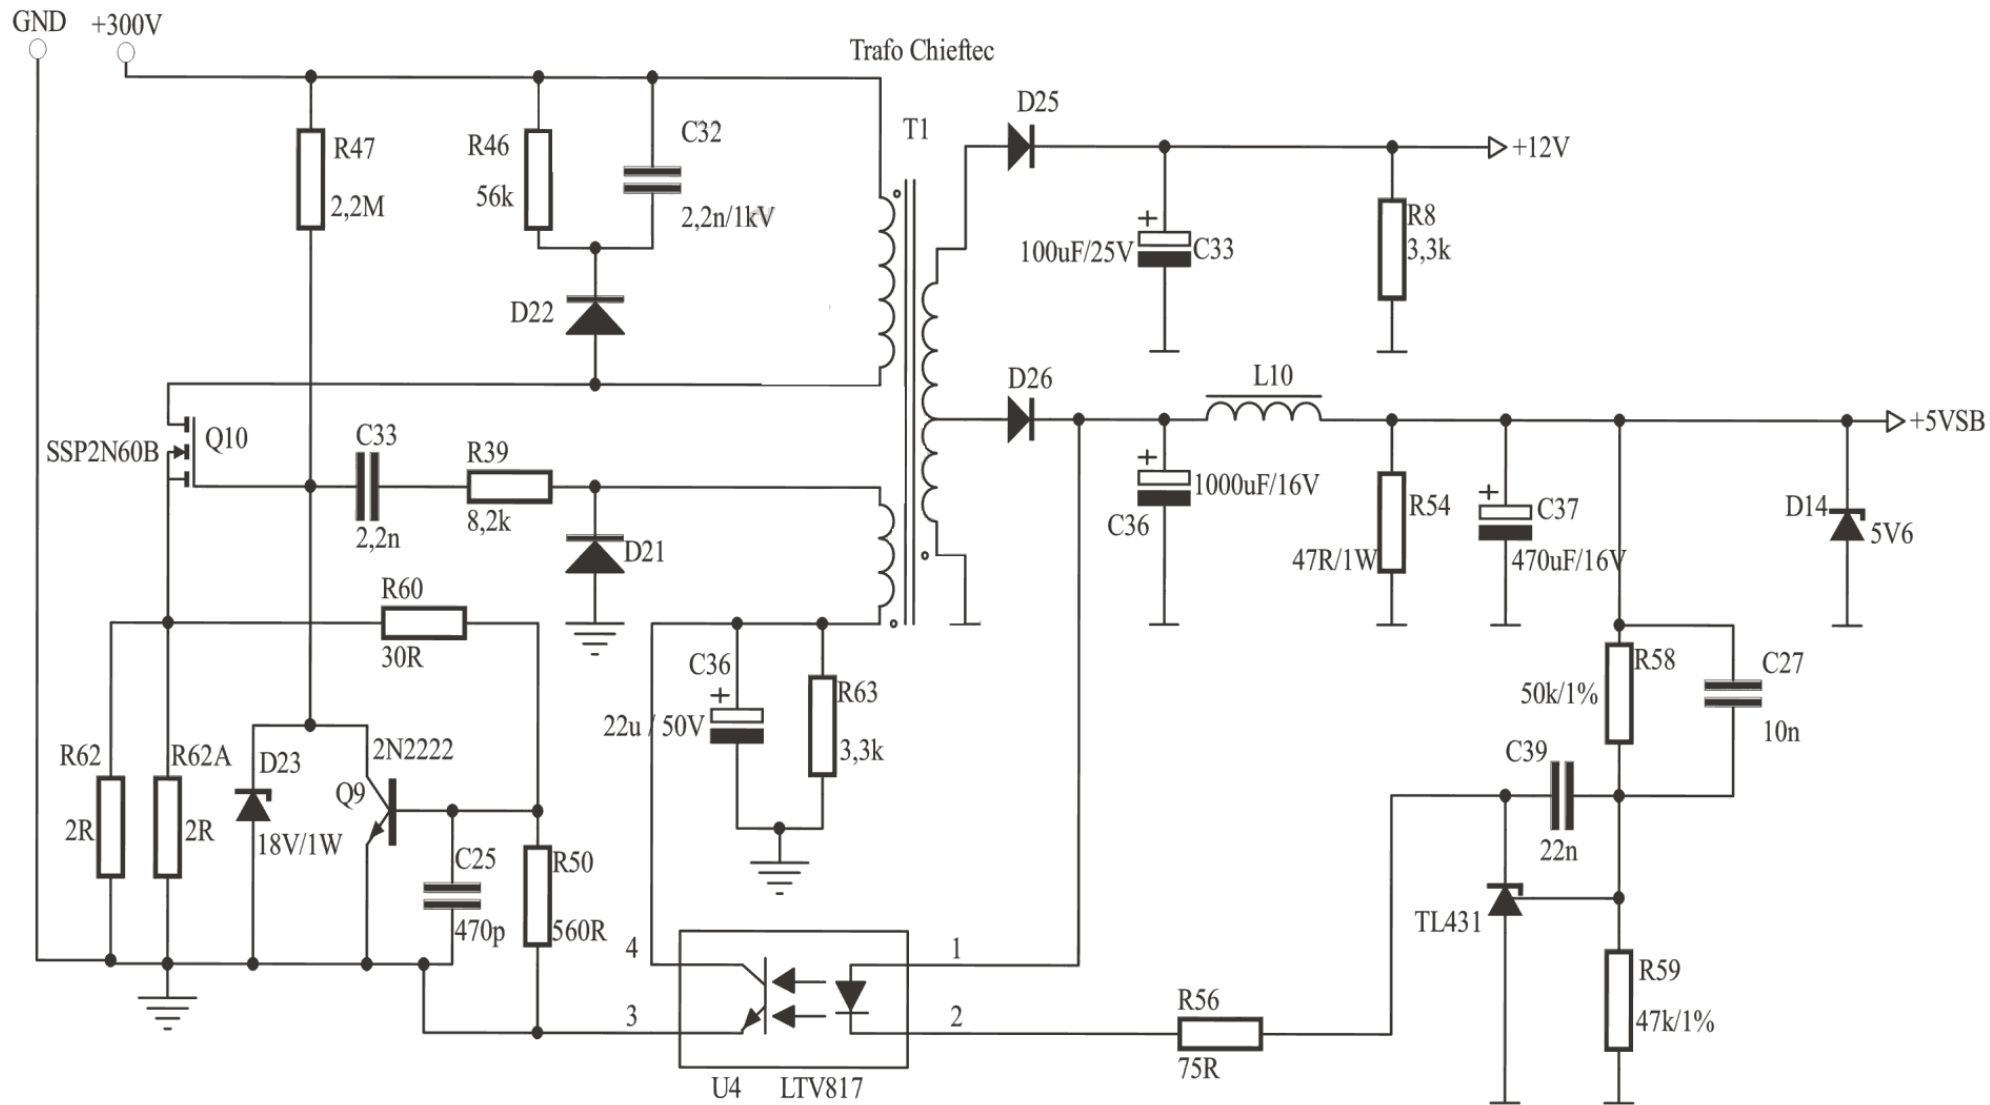 GND
+300V
Trafo Chieftec
D25
T1
+12V
R47
2,2M
R46
56k
C32
2,2n/1kV
+
100uF/25V
C33
R8
3,3k
D22
D26
L10
+5VSB
SSP2N60B
Q10
C33
2,2n
R39
8,2k
D21
+
1000uF/16V
C36
R54
47R/1W
+
C37
470uF/16V
D14
5V6
R60
30R
C36
+
22u / 50V
R63
3,3k
R58
50k/1%
C27
10n
R62
2R
R62A
2R
D23
18V/1W
2N2222
Q9
C25
470p
R50
560R
C39
22n
TL431
4
3
1
2
U4
LTV817
R56
75R
R59
47k/1%